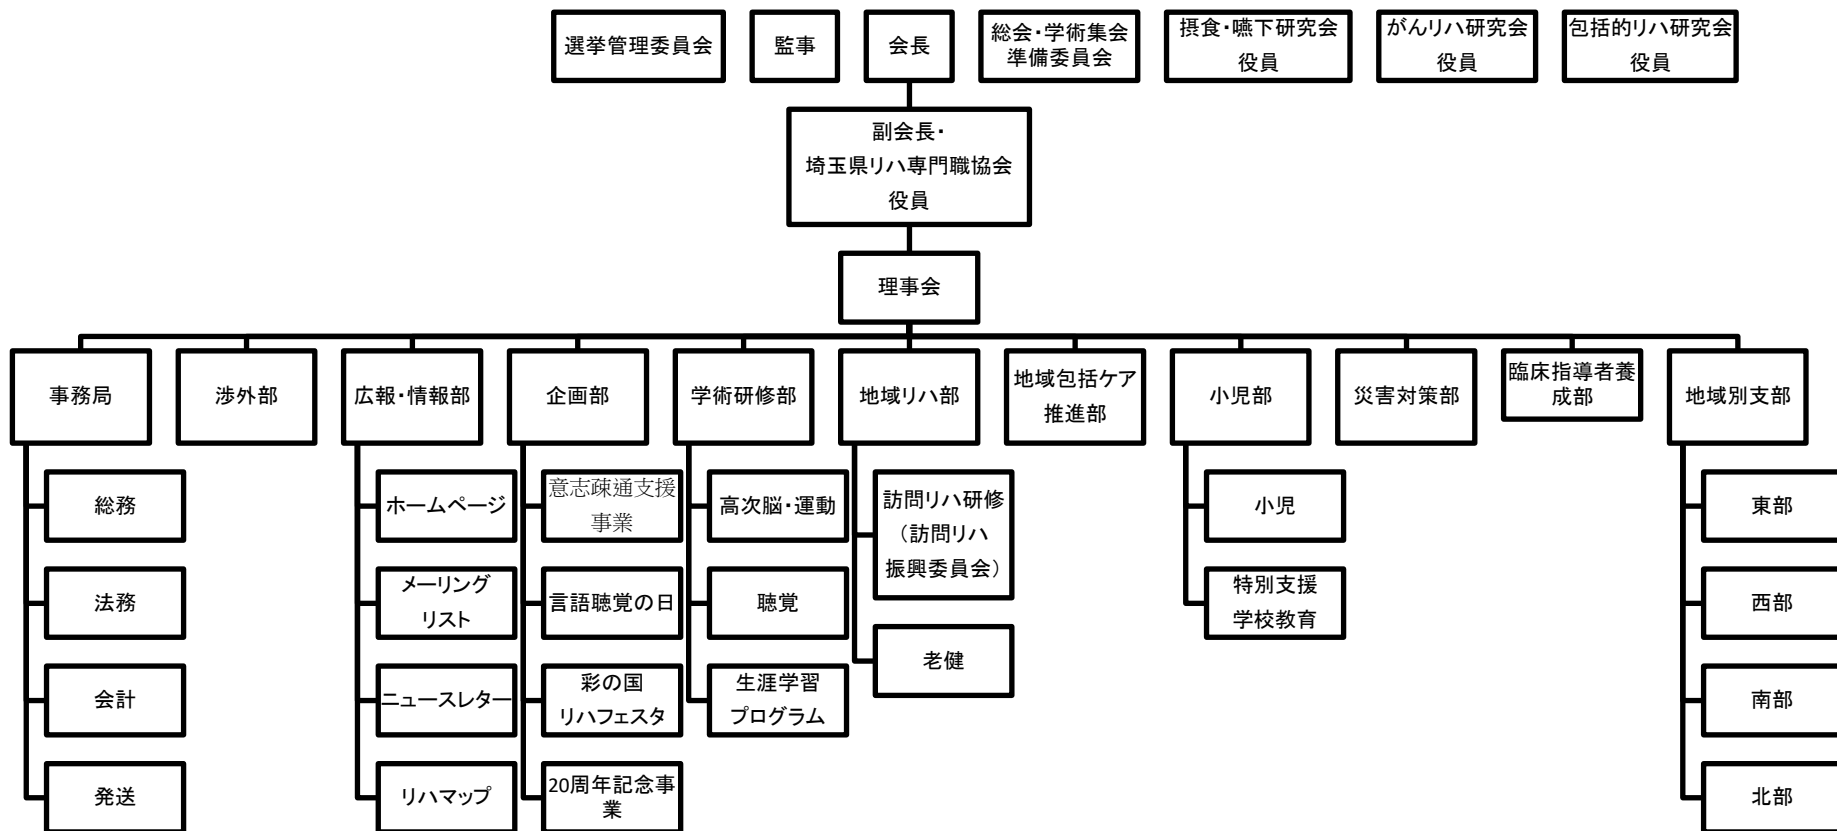 選挙管理委員会
監事
会長
総会・学術集会
準備委員会
摂食・嚥下研究会
役員
がんリハ研究会
役員
包括的リハ研究会
役員
副会長・
埼玉県リハ専門職協会
役員
理事会
事務局
渉外部
広報・情報部
企画部
学術研修部
地域リハ部
地域包括ケア
推進部
小児部
災害対策部
臨床指導者養
成部
地域別支部
総務
法務
会計
発送
ホームページ
メーリング
リスト
ニュースレター
リハマップ
意志疎通支援
事業
言語聴覚の日
彩の国
リハフェスタ
20周年記念事
業
高次脳・運動
聴覚
生涯学習
プログラム
訪問リハ研修
（訪問リハ
振興委員会）
老健
小児
特別支援
学校教育
東部
西部
南部
北部